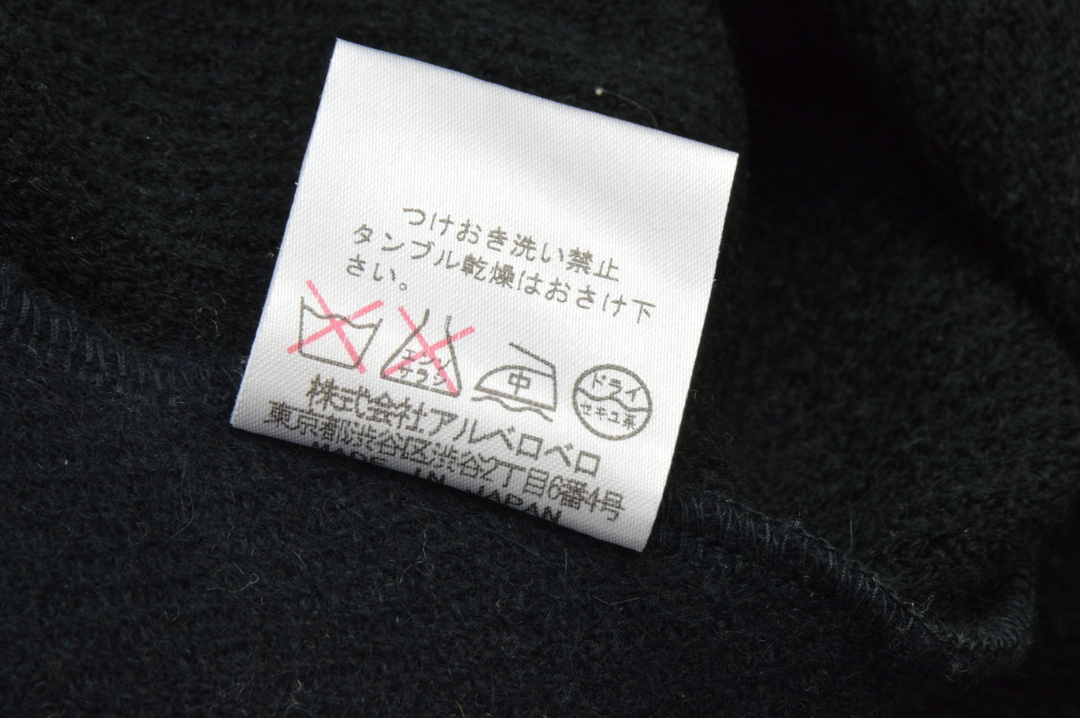 つけおき洗い禁止
タンブル乾燥はおさけ下
さい。
エンソ
サラシ
中
ドライ
セキユ系
株式会社アルベロベロ
東京都渋谷区渋谷2丁目6番4号
MADE IN JAPAN